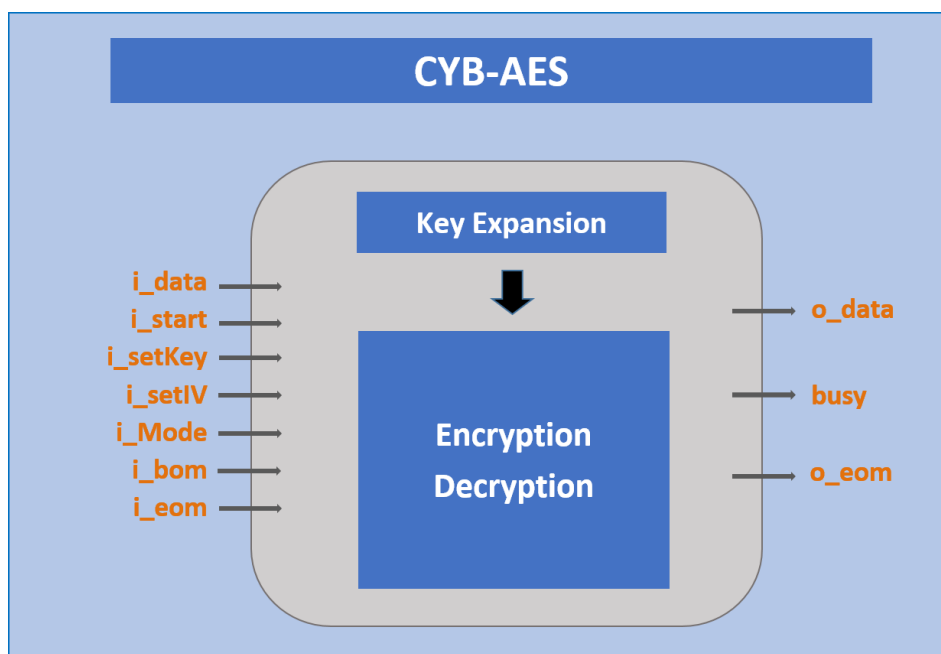 CYB-AES
Key Expansion
i_data
i_start
i_setKey
i_setIV
i_Mode
i_bom
i_eom
Encryption
Decryption
o_data
busy
o_eom